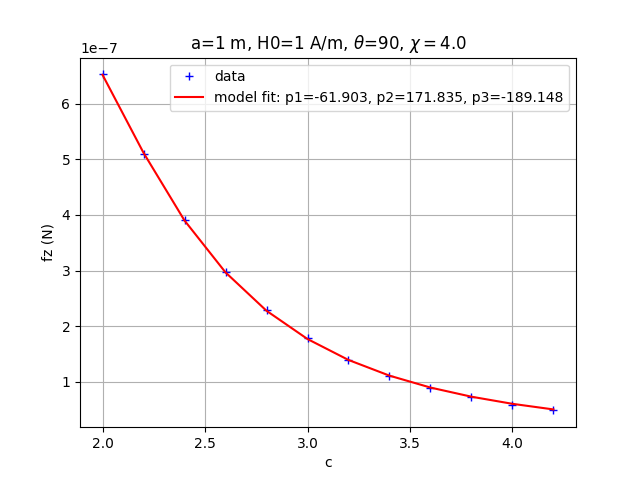 a=1 m, H0=1 A/m, θ=90, χ = 4.0
1e−7
data
model fit: p1=-61.903, p2=171.835, p3=-189.148
6
5
4
3
2
1
fz (N)
2.0 2.5 3.0 3.5 4.0
c